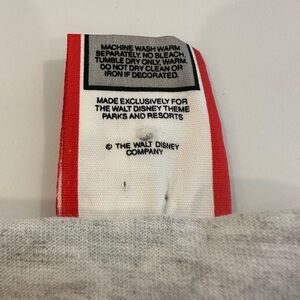 MACHINE WASH WARM
SEPARATELY, NO BLEACH,
TUMBLE DRY ONLY, WARM.
DO NOT DRY CLEAN OR
IRON IF DECORATED.
MADE EXCLUSIVELY FOR
THE WALT DISNEY THEME
PARKS AND RESORTS
© THE WALT DISNEY
COMPANY